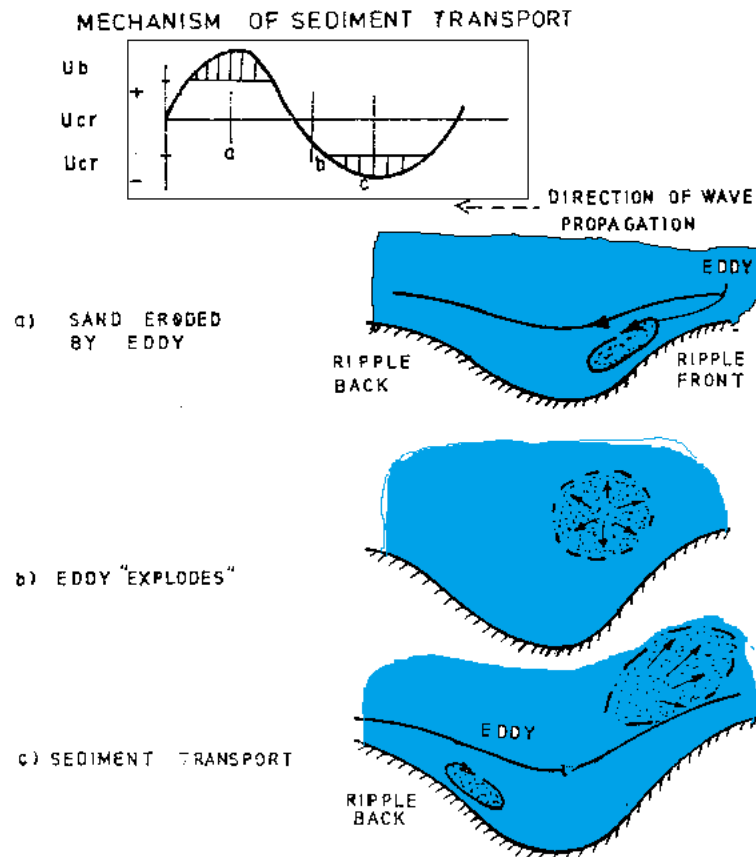 MECHANISM OF SEDIMENT TRANSPORT
Ub
+
Ucr
a
b
Ucr
c
-
DIRECTION OF WAVE
PROPAGATION
EDDY
a) SAND ERODED
BY EDDY
RIPPLE
BACK
RIPPLE
FRONT
b) EDDY "EXPLODES"
EDDY
c) SEDIMENT TRANSPORT
RIPPLE
BACK